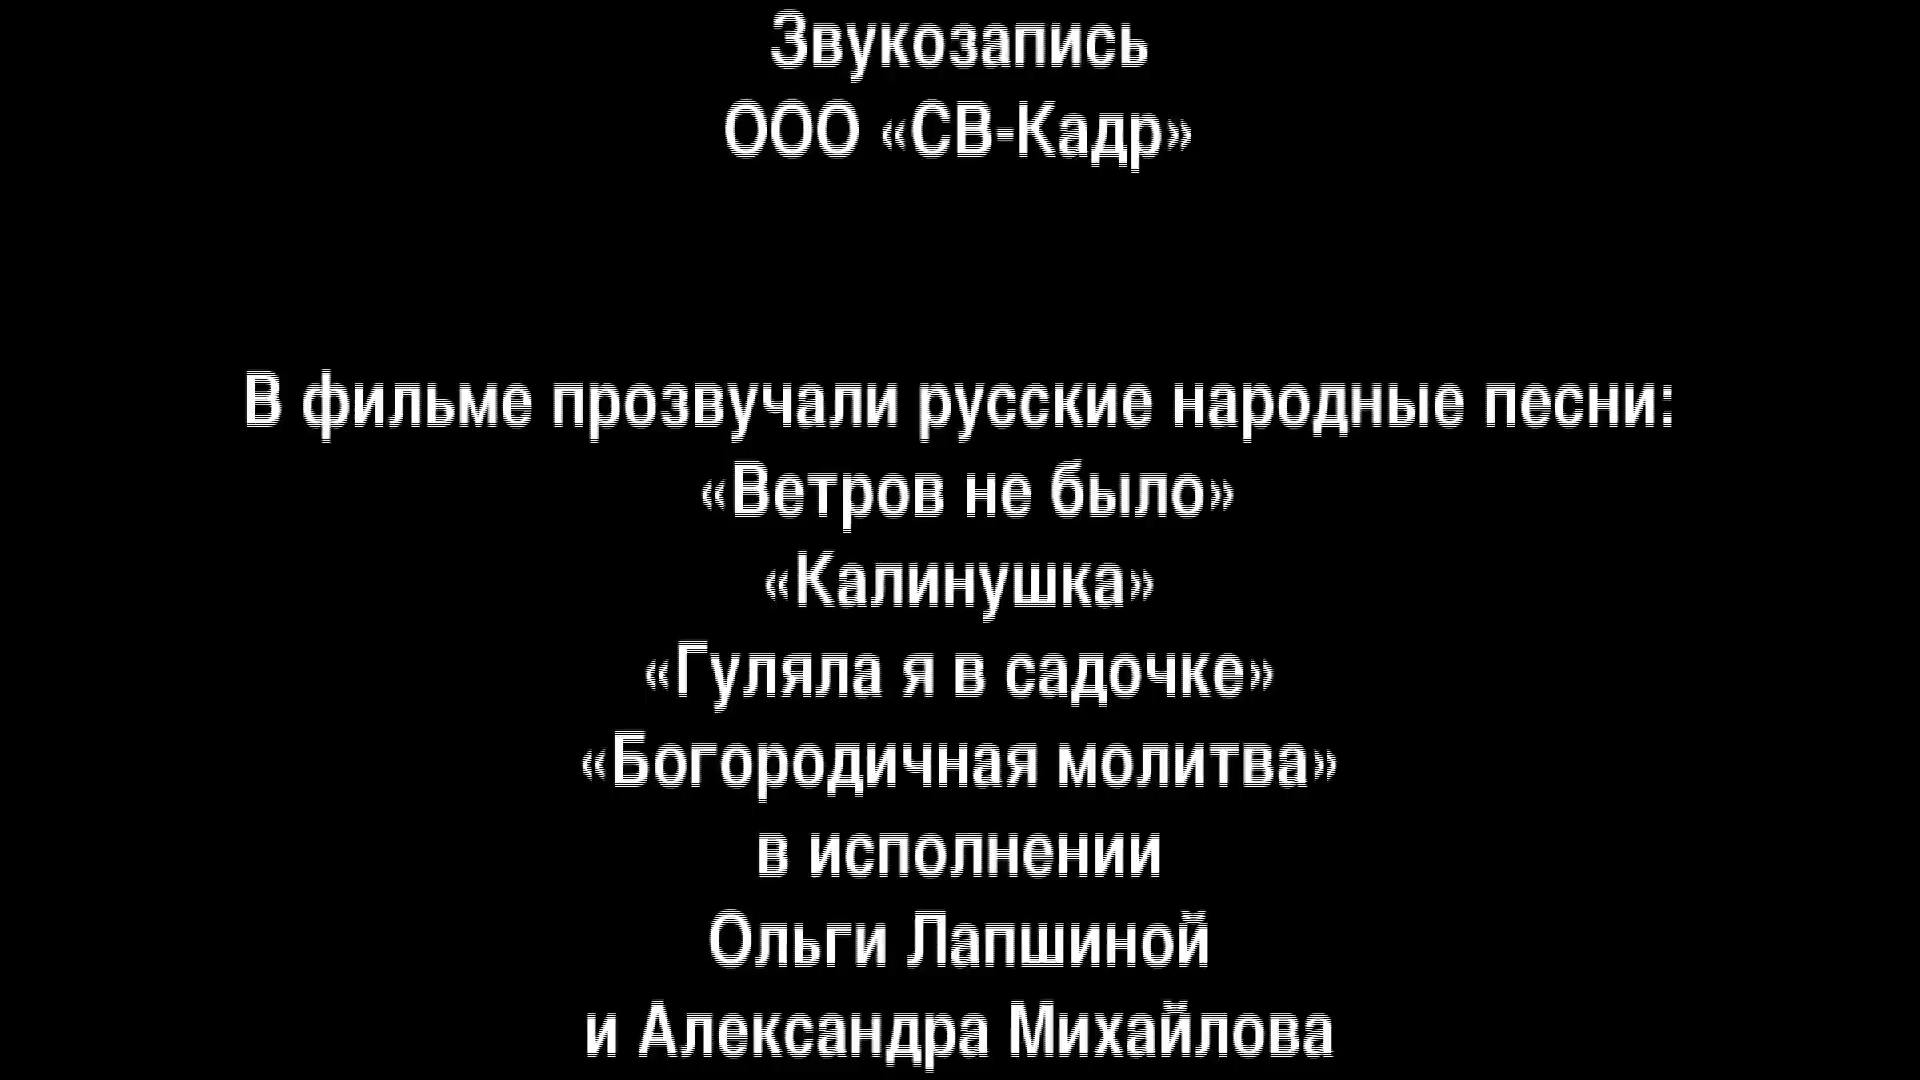 Звукозапись
ООО «СВ-Кадр»
В фильме прозвучали русские народные песни:
«Ветров не было»
«Калинушка»
«Гуляла я в садочке»
«Богородичная молитва»
в исполнении
Ольги Лапшиной
и Александра Михайлова